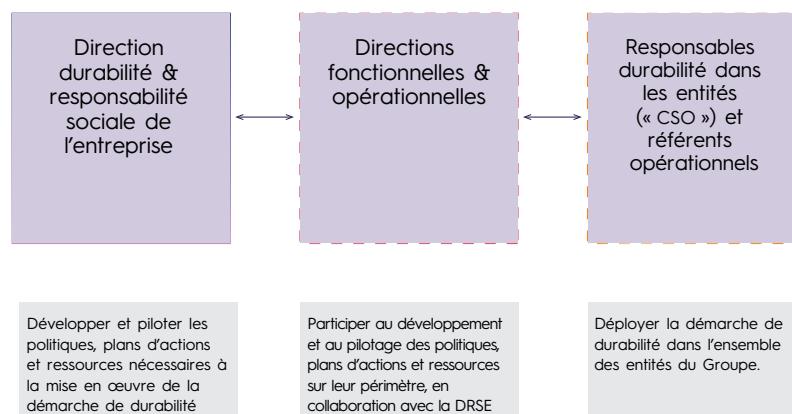 Direction
durabilité &
responsabilité
sociale de
l'entreprise
Directions
fonctionnelles &
opérationnelles
Responsables
durabilité dans
les entités
(« CSO ») et
référents
opérationnels
Développer et piloter les
politiques, plans d'actions
et ressources nécessaires à
la mise en œuvre de la
démarche de durabilité
Participer au développement
et au pilotage des politiques,
plans d'actions et ressources
sur leur périmètre, en
collaboration avec la DRSE
Déployer la démarche de
durabilité dans l'ensemble
des entités du Groupe.